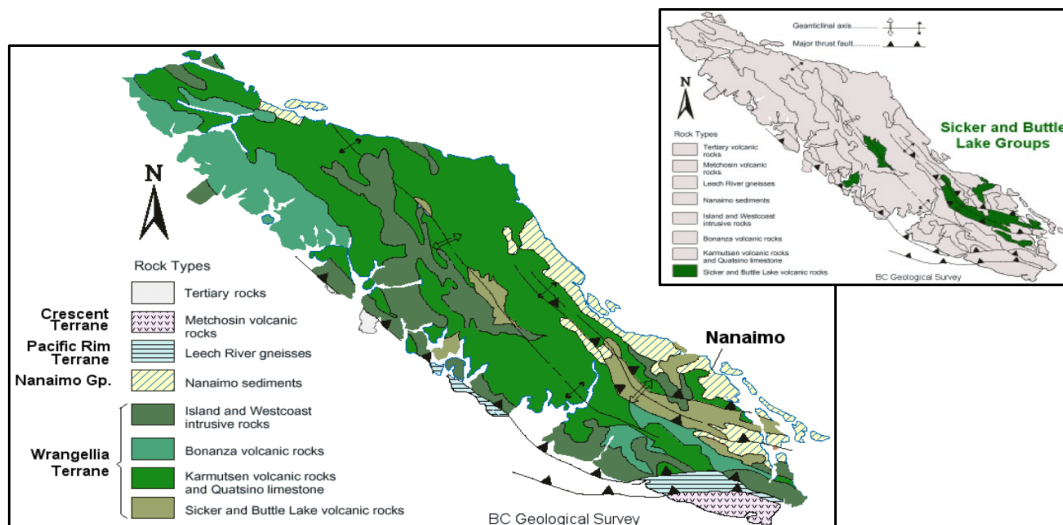 Geanticlinal axis
Major thrust fault
N
Sicker and Buttle
Lake Groups
Rock Types
Tertiary volcanic
rocks
Metchosin volcanic
rocks
Leech River gneisses
Nanaimo sediments
Island and Westcoast
intrusive rocks
Bonanza volcanic rocks
Karmutsen volcanic rocks
and Quatsino limestone
Sicker and Buttle Lake volcanic rocks
BC Geological Survey
N
Rock Types
Tertiary rocks
Crescent
Terrane
Metchosin volcanic
rocks
Pacific Rim
Terrane
Leech River gneisses
Nanaimo Gp.
Nanaimo sediments
Wrangellia
Terrane
Island and Westcoast
intrusive rocks
Bonanza volcanic rocks
Karmutsen volcanic rocks
and Quatsino limestone
Sicker and Buttle Lake volcanic rocks
Nanaimo
BC Geological Survey